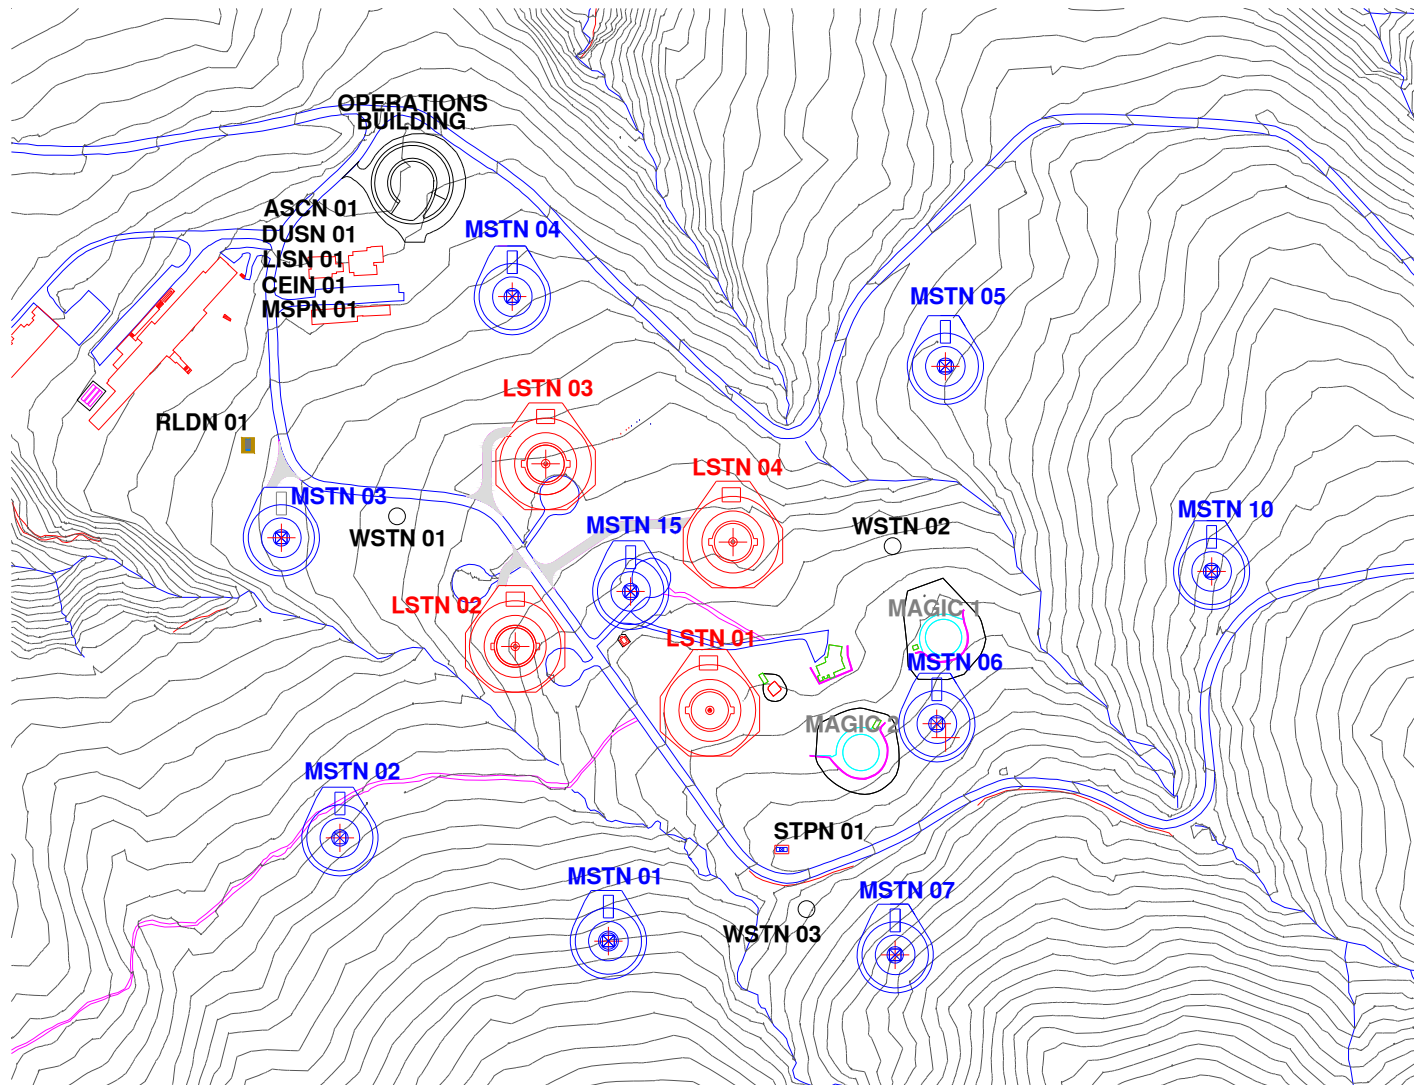 OPERATIONS
BUILDING
ASCN 01
DUSN 01
LISN 01
CEIN 01
MSPN 01
MSTN 04
MSTN 05
LSTN 03
RLDN 01
LSTN 04
MSTN 03
MSTN 10
MSTN 15
WSTN 02
WSTN 01
LSTN 02
MAGIC 1
LSTN 01
MSTN 06
MAGIC 2
MSTN 02
STPN 01
MSTN 01
MSTN 07
WSTN 03